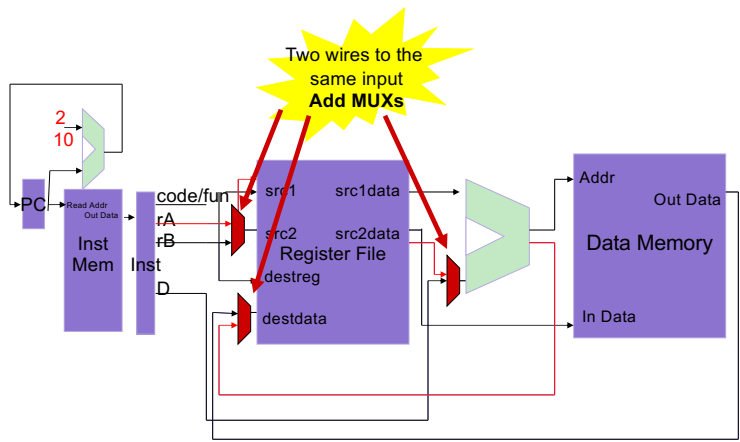 Two wires to the
same input
Add MUXs
2
10
PC
Read Addr
Out Data
Inst
Mem
Inst
code/fun
rA
rB
D
src1
src2
Register File
destreg
destdata
src1data
src2data
Addr
Out Data
Data Memory
In Data